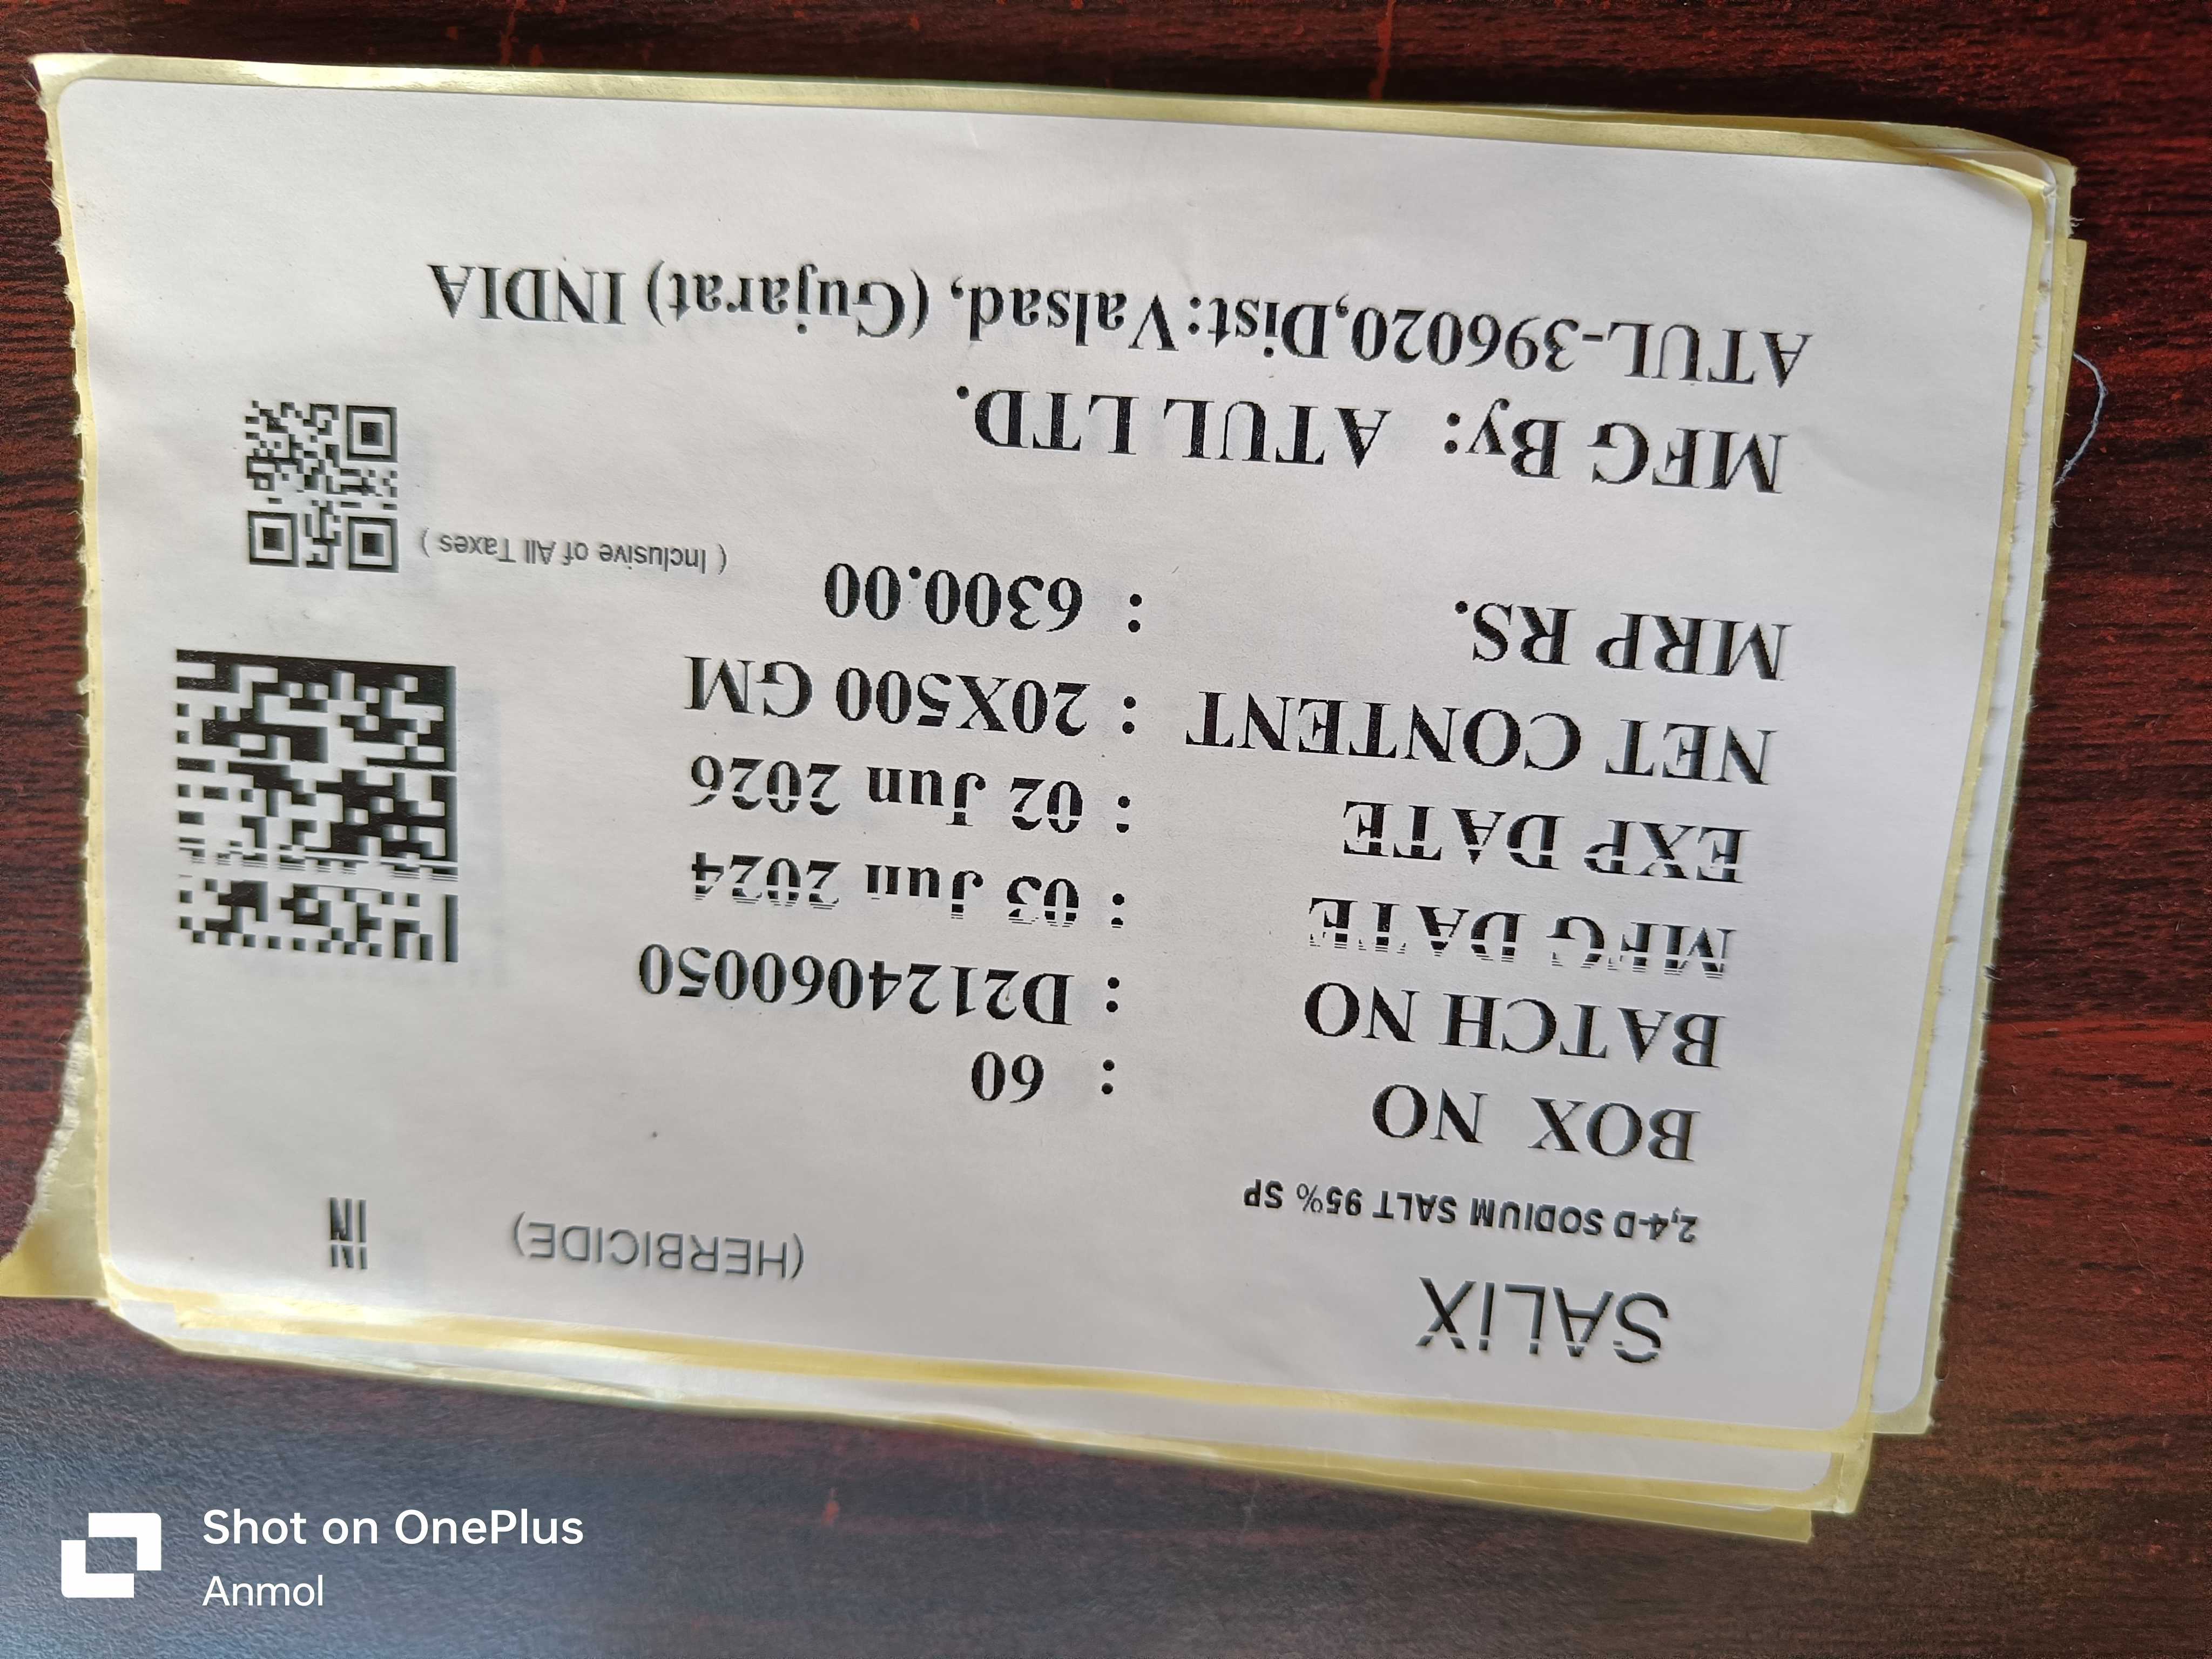 SALIX (HERBICIDE) IN
2,4-D SODIUM SALT 95% SP
BOX NO : 60
BATCH NO : D2124060050
MFG DATE : 03 Jun 2024
EXP DATE : 02 Jun 2026
NET CONTENT : 20X500 GM
MRP RS. : 6300.00 ( Inclusive of All Taxes )
MFG By: ATUL LTD.
ATUL-396020,Dist:Valsad, (Gujarat) INDIA
Shot on OnePlus
Anmol